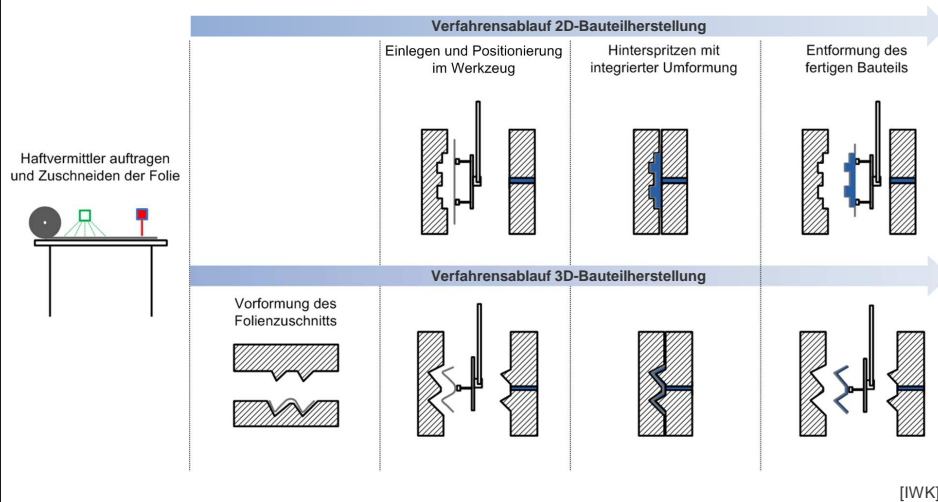 Verfahrensablauf 2D-Bauteilherstellung
Einlegen und Positionierung
im Werkzeug
Hinterspritzen mit
integrierter Umformung
Entformung des
fertigen Bauteils
Haftvermittler auftragen
und Zuschneiden der Folie
Verfahrensablauf 3D-Bauteilherstellung
Vorformung des
Folienzuschnitts
[IWK]